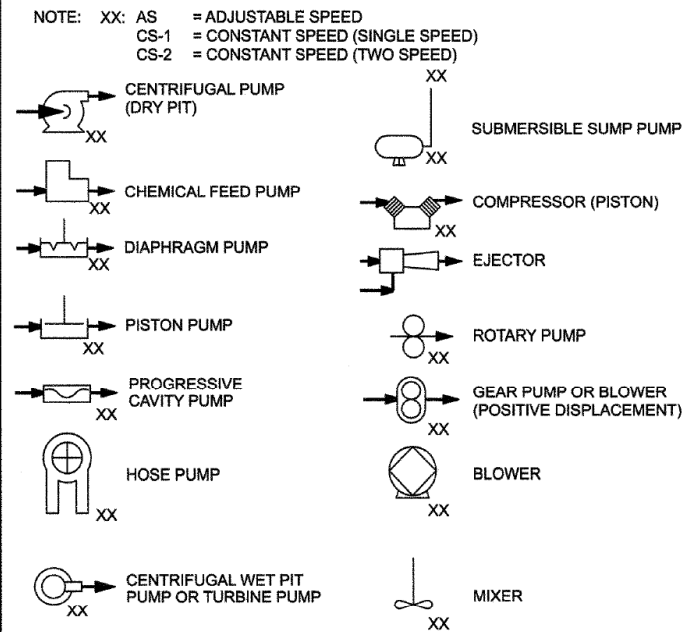 NOTE: XX: AS = ADJUSTABLE SPEED
CS-1 = CONSTANT SPEED (SINGLE SPEED)
CS-2 = CONSTANT SPEED (TWO SPEED)
CENTRIFUGAL PUMP
(DRY PIT)
XX
CHEMICAL FEED PUMP
XX
DIAPHRAGM PUMP
XX
PISTON PUMP
XX
PROGRESSIVE
CAVITY PUMP
XX
HOSE PUMP
XX
CENTRIFUGAL WET PIT
PUMP OR TURBINE PUMP
XX
XX
SUBMERSIBLE SUMP PUMP
XX
COMPRESSOR (PISTON)
XX
EJECTOR
ROTARY PUMP
XX
GEAR PUMP OR BLOWER
(POSITIVE DISPLACEMENT)
XX
BLOWER
XX
MIXER
XX